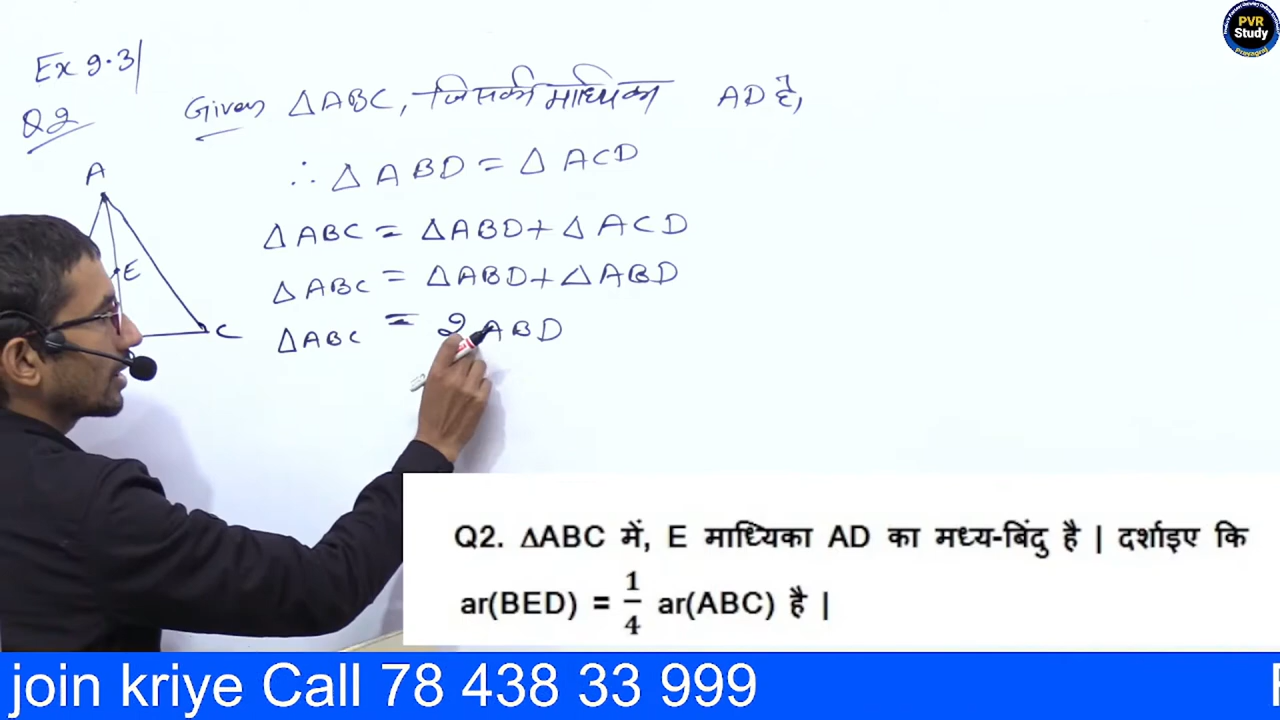 PVR
Study
Ex 9.3
Q2
Given △ABC, जिसकी माध्यिका AD है,
∴ △ABD = △ACD
△ABC = △ABD + △ACD
△ABC = △ABD + △ABD
△ABC = 2 ABD
A
E
C
Q2. ∆ABC में, E माध्यिका AD का मध्य-बिंदु है | दर्शाइए कि
ar(BED) = 1/4 ar(ABC) है |
join kriye Call 78 438 33 999